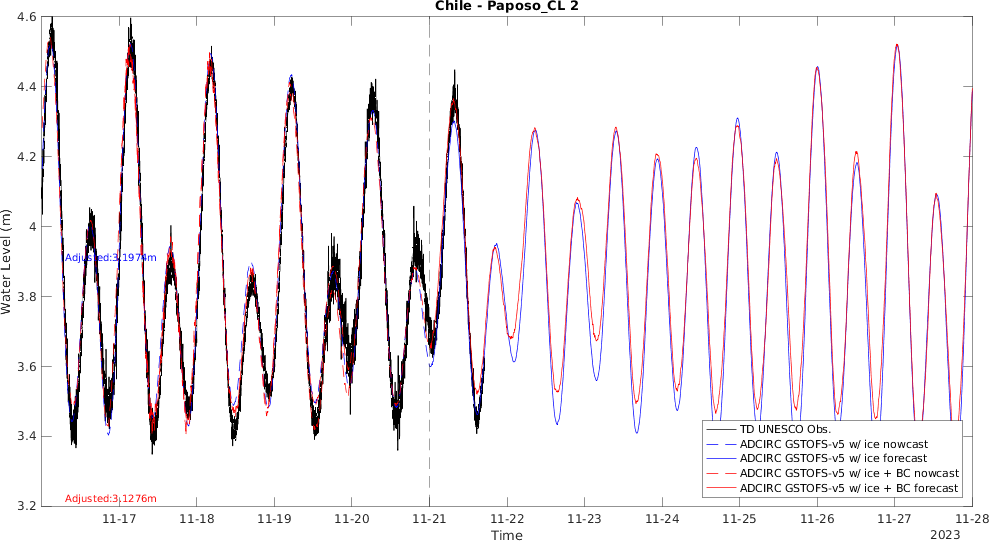 Chile - Paposo_CL 2
4.6
4.4
4.2
4
3.8
3.6
3.4
3.2
Water Level (m)
Adjusted:3.1974m
Adjusted:3.1276m
TD UNESCO Obs.
ADCIRC GSTOFS-v5 w/ ice nowcast
ADCIRC GSTOFS-v5 w/ ice forecast
ADCIRC GSTOFS-v5 w/ ice + BC nowcast
ADCIRC GSTOFS-v5 w/ ice + BC forecast
11-17 11-18 11-19 11-20 11-21 11-22 11-23 11-24 11-25 11-26 11-27 11-28
Time
2023